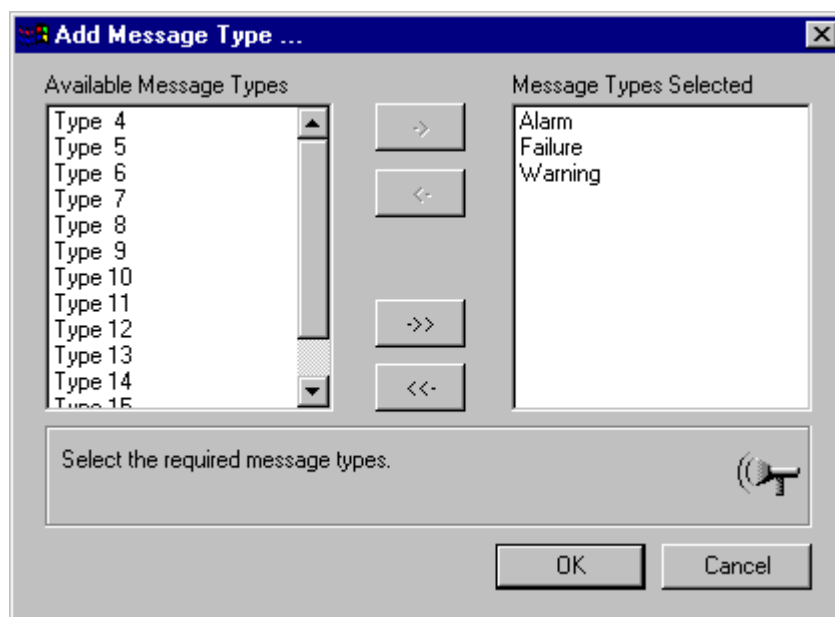 Add Message Type ...
Available Message Types
Type 4
Type 5
Type 6
Type 7
Type 8
Type 9
Type 10
Type 11
Type 12
Type 13
Type 14
Type 15
->
<-
->>
<<-
Message Types Selected
Alarm
Failure
Warning
Select the required message types.
OK
Cancel